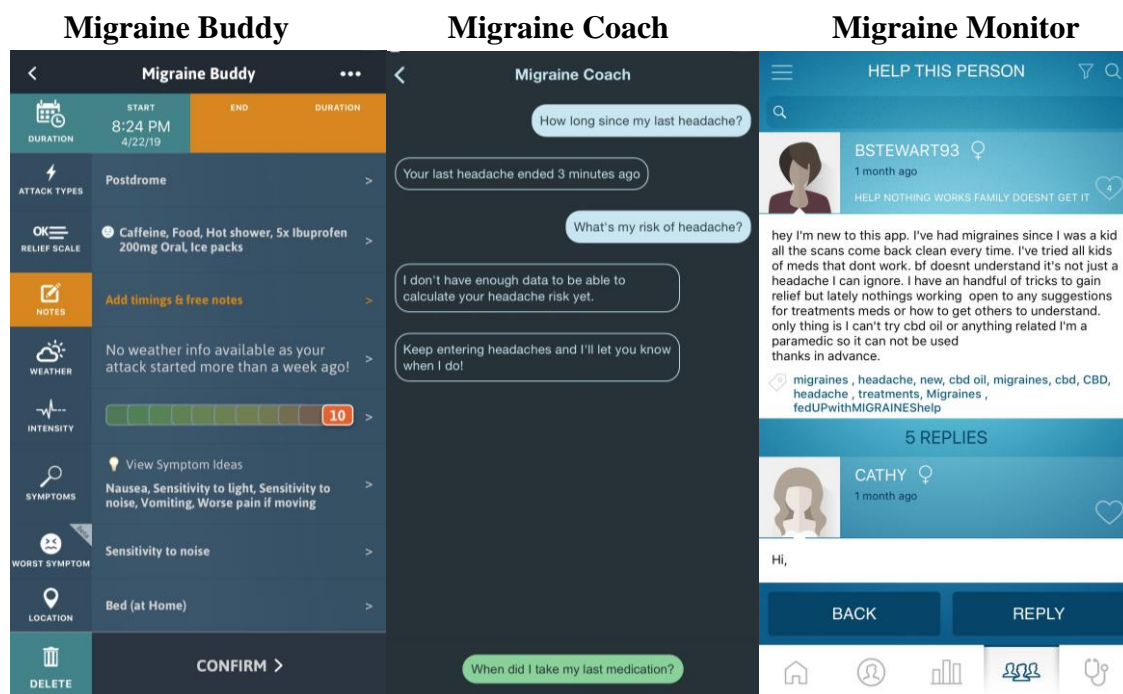 Migraine Buddy
Migraine Coach
Migraine Monitor
Migraine Buddy
DURATION
START
8:24 PM
4/22/19
END
DURATION
ATTACK TYPES
Postdrome
>
OK
RELIEF SCALE
Caffeine, Food, Hot shower, 5x Ibuprofen
200mg Oral, Ice packs
>
NOTES
Add timings & free notes
>
WEATHER
No weather info available as your
attack started more than a week ago!
>
INTENSITY
10
>
SYMPTOMS
View Symptom Ideas
Nausea, Sensitivity to light, Sensitivity to
noise, Vomiting, Worse pain if moving
>
Beta
WORST SYMPTOM
Sensitivity to noise
>
LOCATION
Bed (at Home)
>
DELETE
CONFIRM >
Migraine Coach
How long since my last headache?
Your last headache ended 3 minutes ago
What's my risk of headache?
I don't have enough data to be able to
calculate your headache risk yet.
Keep entering headaches and I'll let you know
when I do!
When did I take my last medication?
HELP THIS PERSON
BSTEWART93
1 month ago
HELP NOTHING WORKS FAMILY DOESNT GET IT
4
hey I'm new to this app. I've had migraines since I was a kid
all the scans come back clean every time. I've tried all kids
of meds that dont work. bf doesnt understand it's not just a
headache I can ignore. I have an handful of tricks to gain
relief but lately nothings working open to any suggestions
for treatments meds or how to get others to understand.
only thing is I can't try cbd oil or anything related I'm a
paramedic so it can not be used
thanks in advance.
migraines , headache, new, cbd oil, migraines, cbd, CBD,
headache , treatments, Migraines ,
fedUPwithMIGRAINEShelp
5 REPLIES
CATHY
1 month ago
Hi,
BACK
REPLY